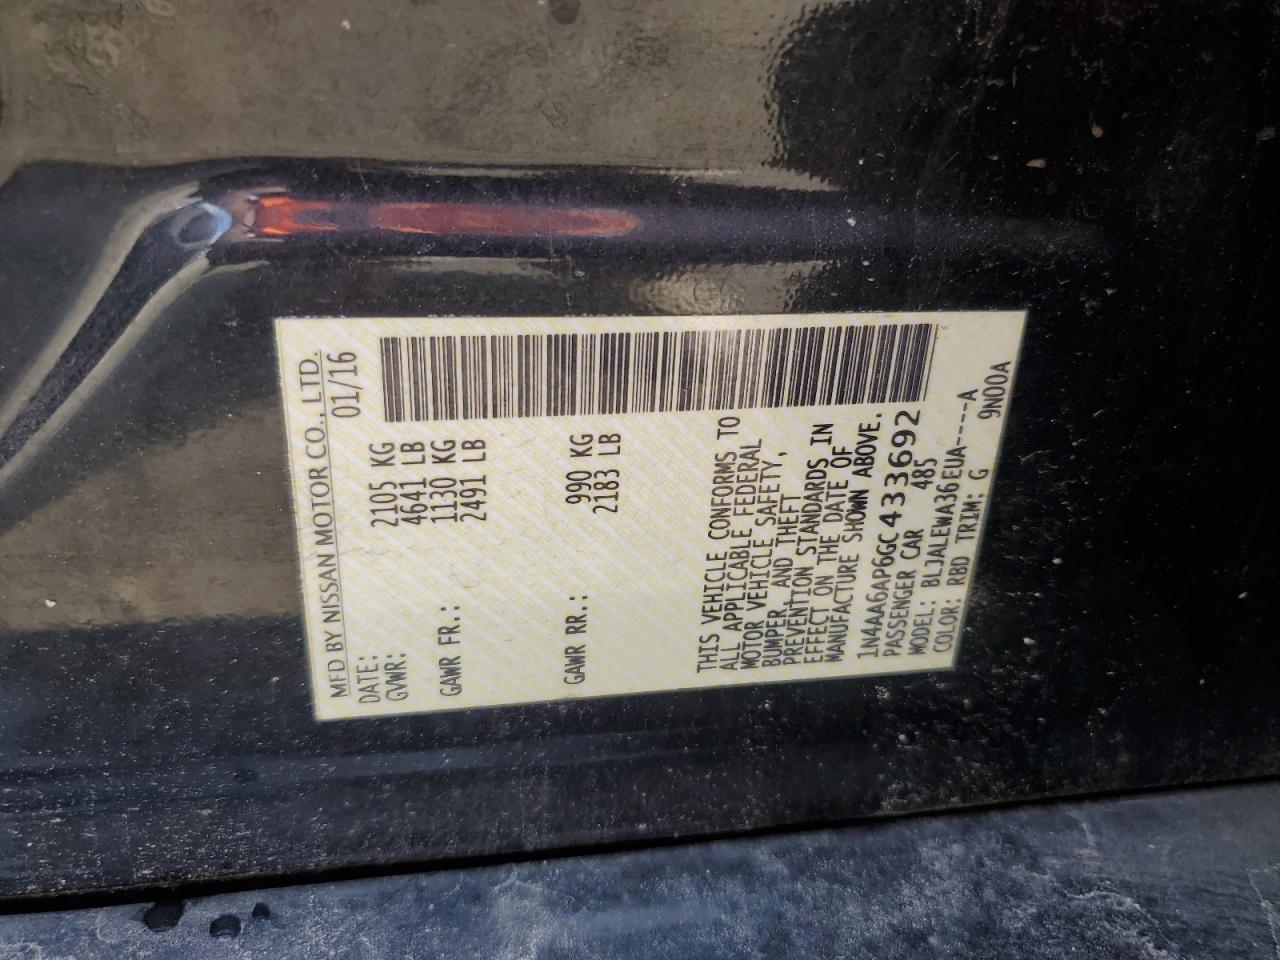 MFD BY NISSAN MOTOR CO., LTD.
DATE: 01/16
GVWR: 2105 KG
4641 LB
GAWR FR.: 1130 KG
2491 LB
GAWR RR.: 990 KG
2183 LB
THIS VEHICLE CONFORMS TO
ALL APPLICABLE FEDERAL
MOTOR VEHICLE SAFETY,
BUMPER, AND THEFT
PREVENTION STANDARDS IN
EFFECT ON THE DATE OF
MANUFACTURE SHOWN ABOVE.
1N4AA6AP6GC433692
PASSENGER CAR 485
MODEL: BLJALEWA36EUA-----A
COLOR: RBD TRIM: G 9N00A